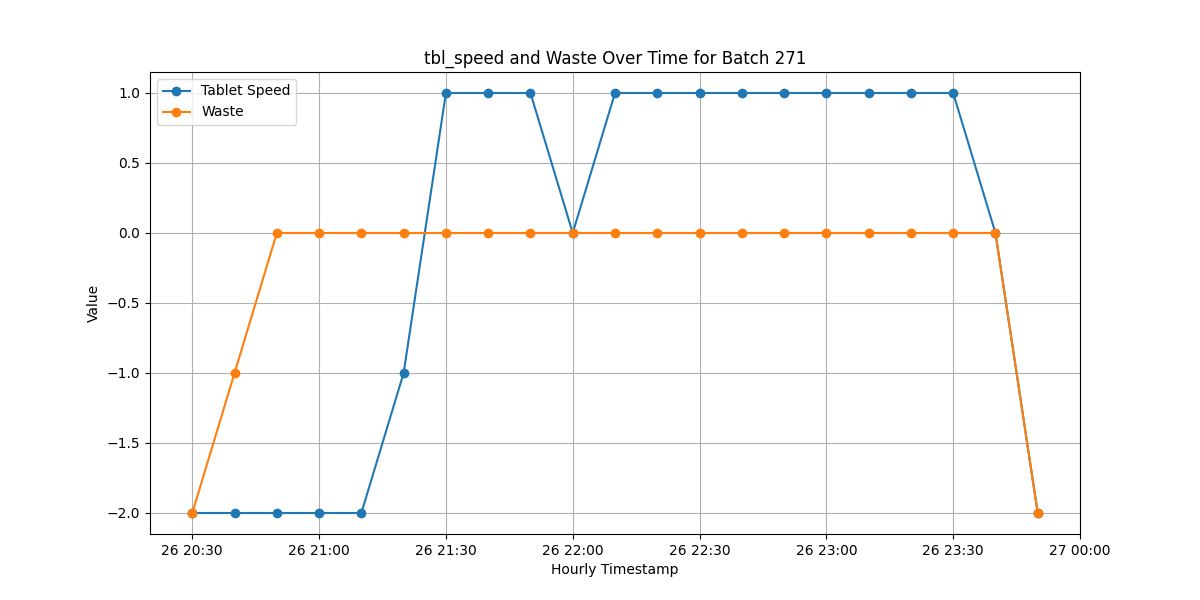 tbl_speed and Waste Over Time for Batch 271
Tablet Speed
Waste
1.0
0.5
0.0
−0.5
−1.0
−1.5
−2.0
Value
26 20:30 26 21:00 26 21:30 26 22:00 26 22:30 26 23:00 26 23:30 27 00:00
Hourly Timestamp